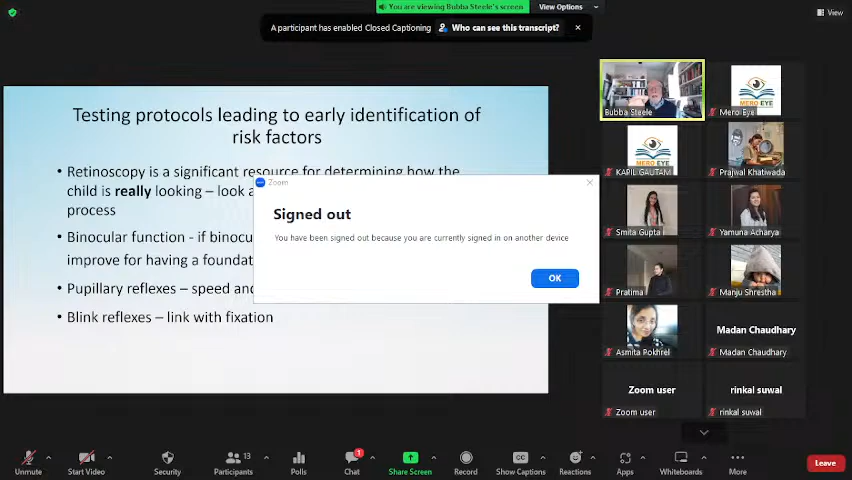 You are viewing Bubba Steele's screen
View Options
View
A participant has enabled Closed Captioning
Who can see this transcript?
Testing protocols leading to early identification of
risk factors
• Retinoscopy is a significant resource for determining how the
child is really looking – look
process
• Binocular function - if
improve for having a
• Pupillary reflexes – speed
• Blink reflexes – link with fixation
Zoom
Signed out
You have been signed out because you are currently signed in on another device
OK
Bubba Steele
MERO EYE
Mero Eye
MERO EYE
KAPIL GAUTAM
Prajwal Khatiwada
Smita Gupta
Yamuna Acharya
Pratima
Manju Shrestha
Asmita Pokhrel
Madan Chaudhary
Madan Chaudhary
Zoom user
Zoom user
rinkal suwal
rinkal suwal
Unmute
Start Video
Security
13
Participants
Polls
1
Chat
Share Screen
Record
CC
Show Captions
Reactions
Apps
Whiteboards
More
Leave